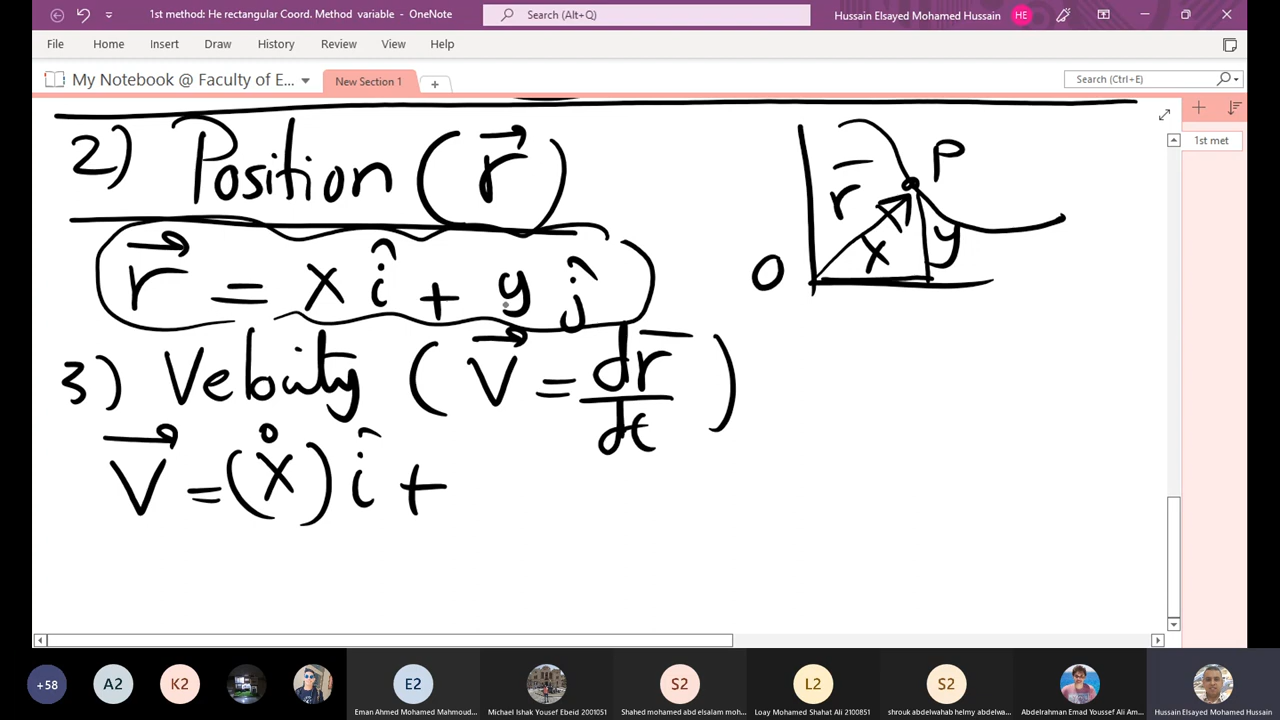 1st method: He rectangular Coord. Method variable - OneNote
Search (Alt+Q)
Hussain Elsayed Mohamed Hussain
HE
File Home Insert Draw History Review View Help
My Notebook @ Faculty of E...
New Section 1
+
Search (Ctrl+E)
1st met
2) Position (r⃗)
r⃗ = x î + y ĵ
3) Velocity (V⃗ = dr̄/dt)
V⃗ = (ẋ) î +
r̄
P
x
y
O
+58
A2
K2
E2
S2
L2
S2
Eman Ahmed Mohamed Mahmoud...
Michael Ishak Yousef Ebeid 2001051
Shahed mohamed abd elsalam moh...
Loay Mohamed Shahat Ali 2100851
shrouk abdelwahab helmy abdelwa...
Abdelrahman Emad Youssef Ali Am...
Hussain Elsayed Mohamed Hussain